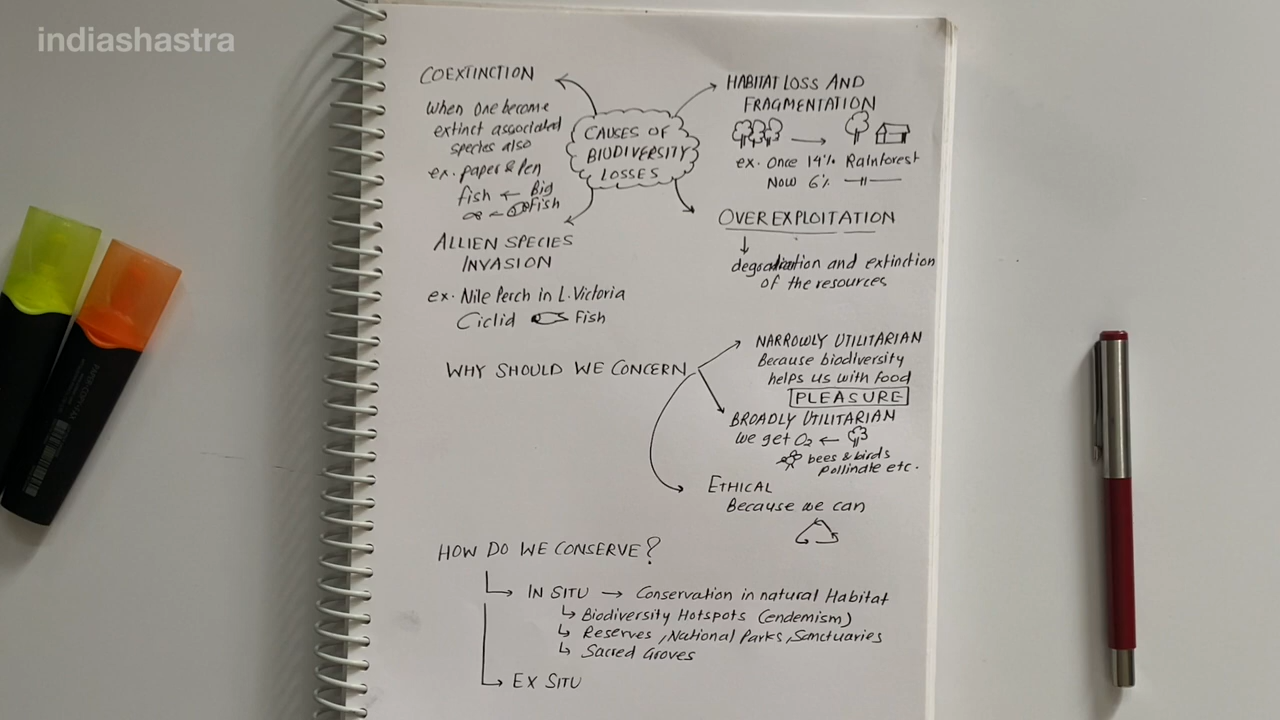 indiashastra
CAUSES OF
BIODIVERSITY
LOSSES
COEXTINCTION
When one become
extinct associated
species also
ex. paper & Pen
fish ← Big
Fish
HABITAT LOSS AND
FRAGMENTATION
ex. Once 14% Rainforest
Now 6% —〃—
ALLIEN SPECIES
INVASION
ex. Nile Perch in L. Victoria
Ciclid Fish
OVEREXPLOITATION
and extinction
of the resources
WHY SHOULD WE CONCERN
NARROWLY UTILITARIAN
Because biodiversity
helps us with food
PLEASURE
BROADLY UTILITARIAN
we get O₂ ←
bees & birds
pollinate etc.
ETHICAL
Because we can
HOW DO WE CONSERVE?
IN SITU → Conservation in natural Habitat
↳ Biodiversity Hotspots (endemism)
↳ Reserves, National Parks, Sanctuaries
↳ Sacred Groves
EX SITU